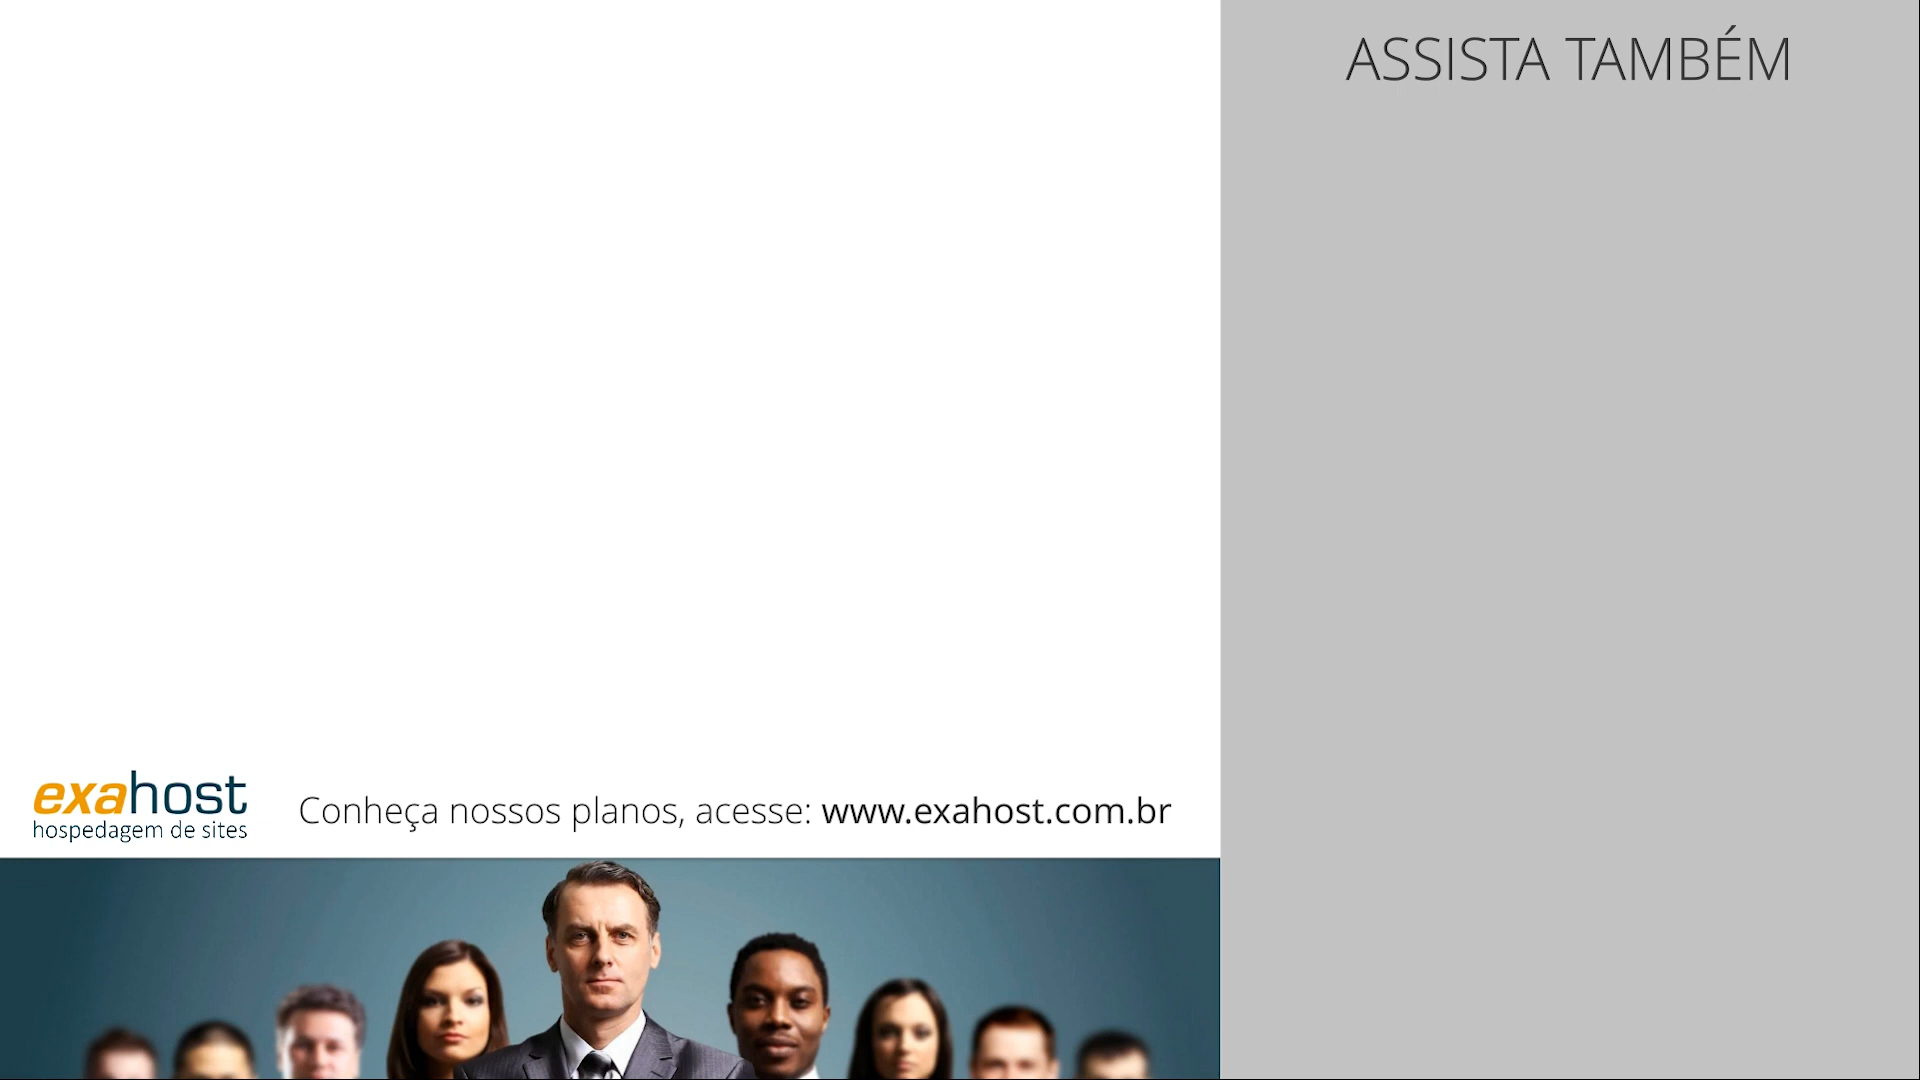 ASSISTA TAMBÉM
exahost
hospedagem de sites
Conheça nossos planos, acesse: www.exahost.com.br